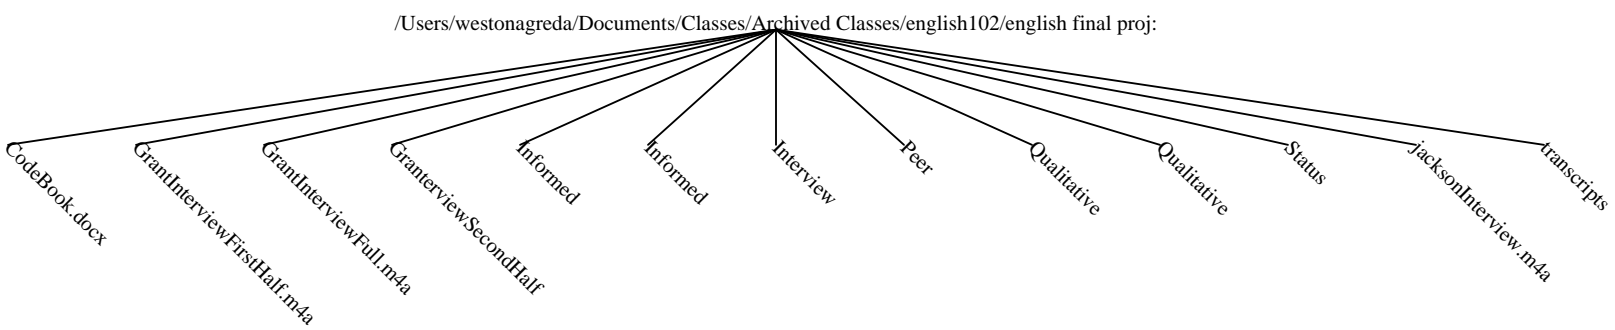 /Users/westonagreda/Documents/Classes/Archived Classes/english102/english final proj:
CodeBook.docx
GrantInterviewFirstHalf.m4a
GrantInterviewFull.m4a
GranterviewSecondHalf
Informed
Informed
Interview
Peer
Qualitative
Qualitative
Status
jacksonInterview.m4a
transcripts